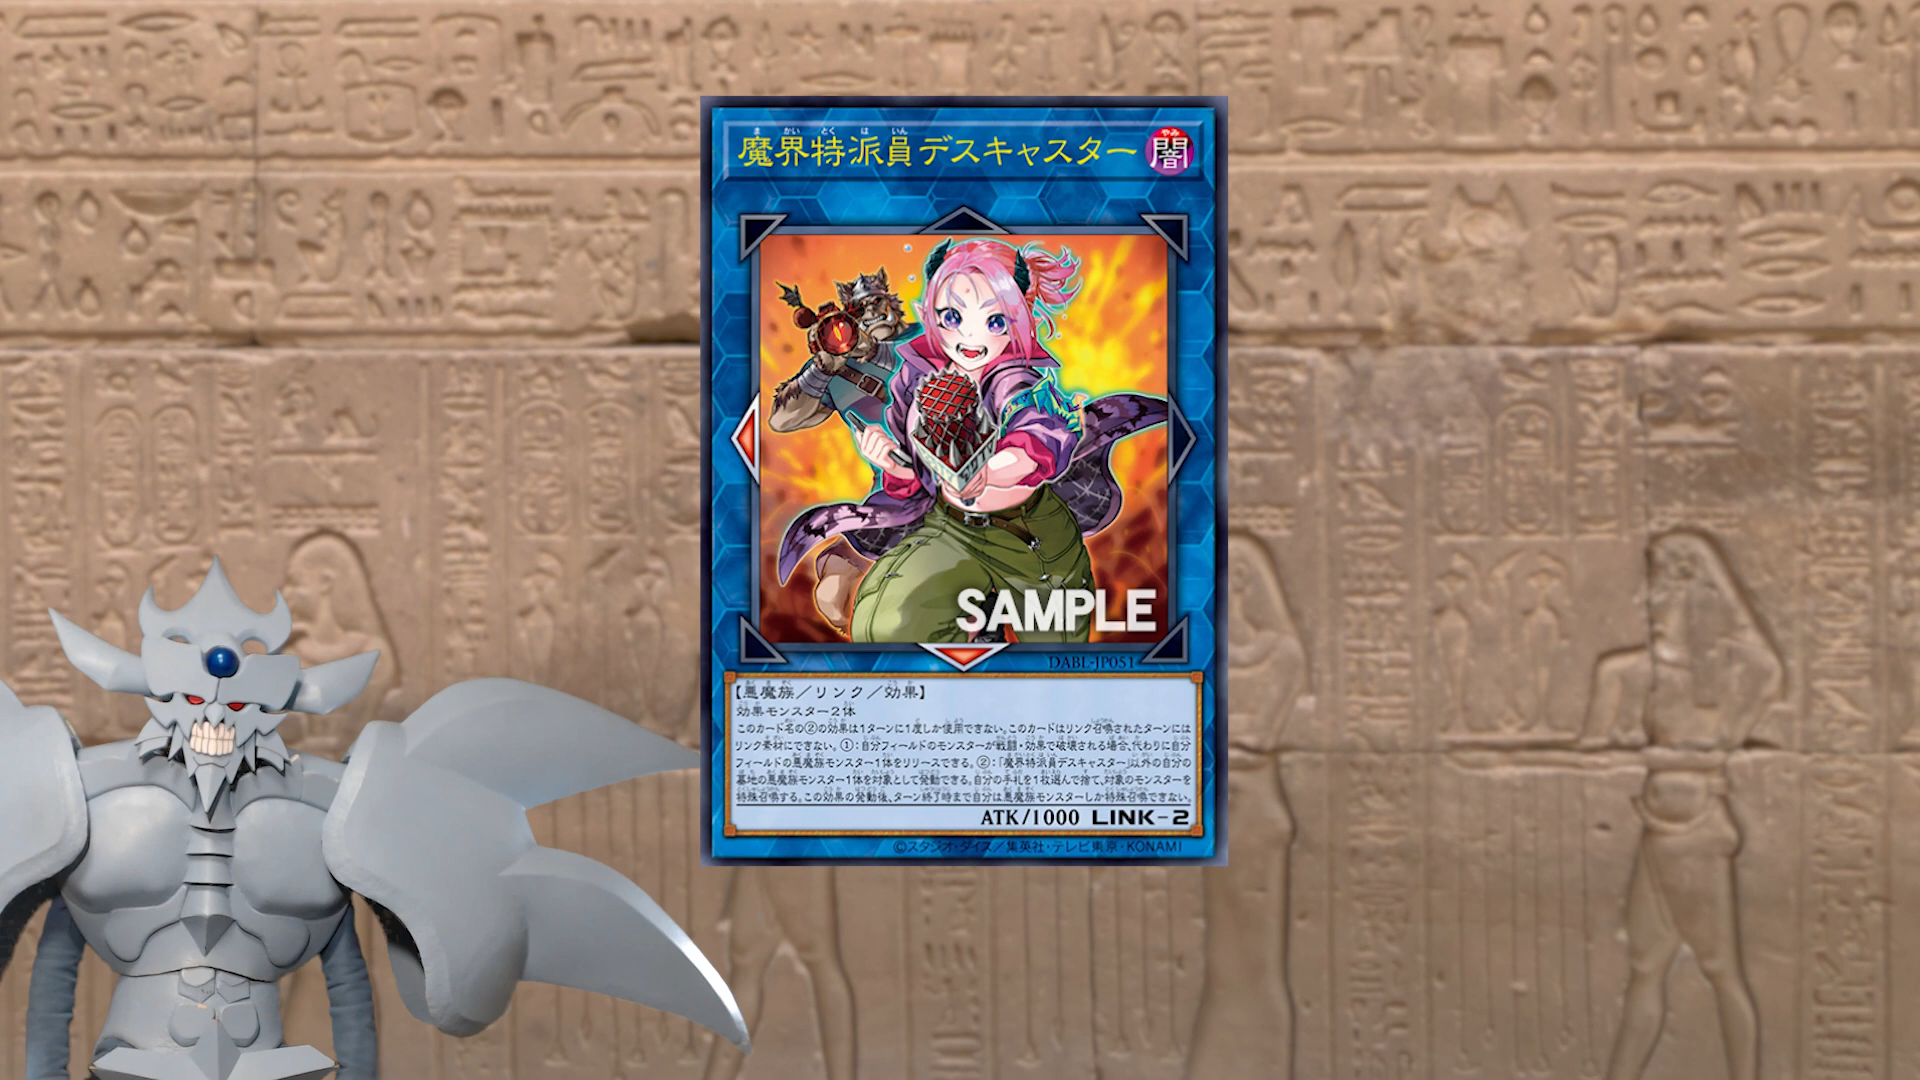 魔界特派員デスキャスター
闇
SAMPLE
DABL-JP051
【悪魔族／リンク／効果】
効果モンスター2体
このカード名の②の効果は1ターンに1度しか使用できない。このカードはリンク召喚されたターンには
リンク素材にできない。①：自分フィールドのモンスターが戦闘・効果で破壊される場合、代わりに自分
フィールドの悪魔族モンスター1体をリリースできる。②：「魔界特派員デスキャスター」以外の自分の
墓地の悪魔族モンスター1体を対象として発動できる。自分の手札を1枚選んで捨て、対象のモンスターを
特殊召喚する。この効果の発動後、ターン終了時まで自分は悪魔族モンスターしか特殊召喚できない。
ATK/1000 LINK-2
©スタジオ・ダイス／集英社・テレビ東京・KONAMI